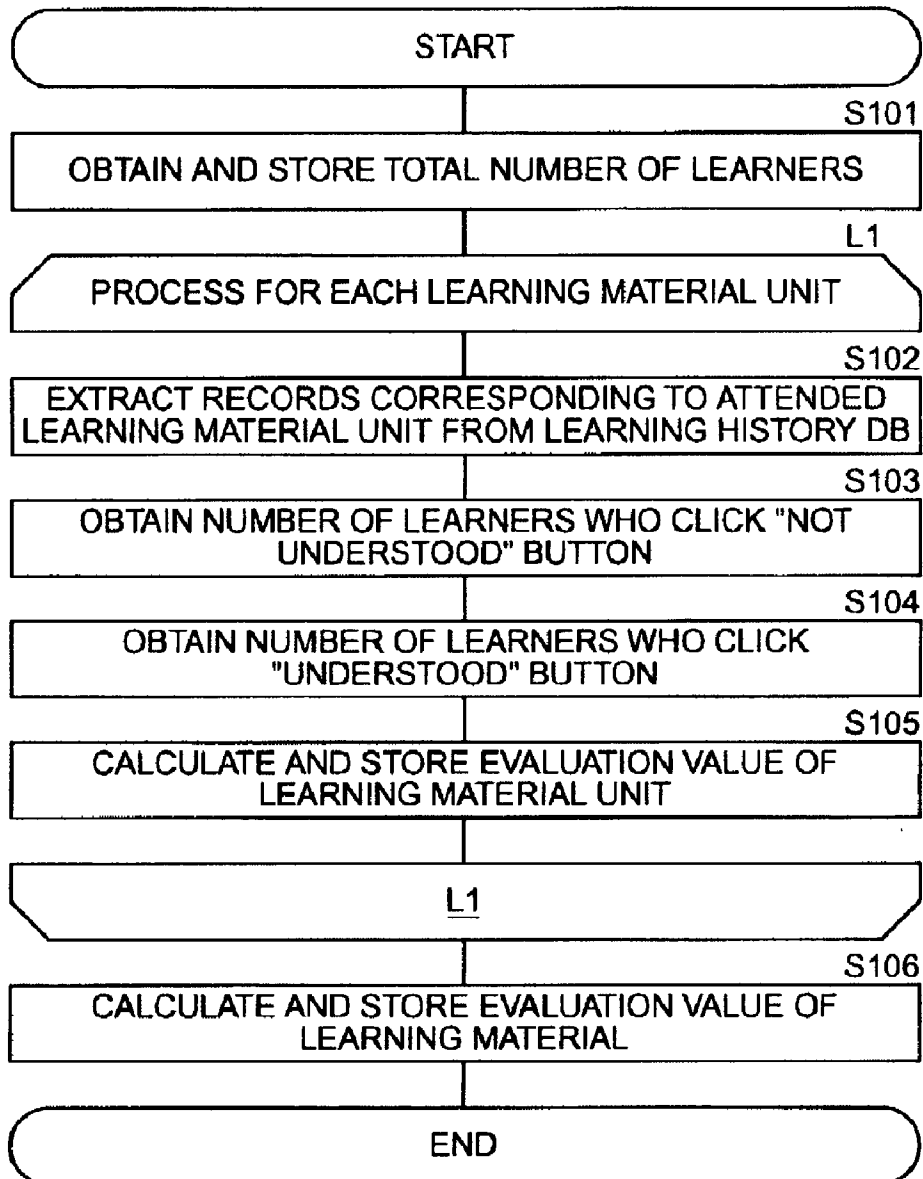 START
S101
OBTAIN AND STORE TOTAL NUMBER OF LEARNERS
L1
PROCESS FOR EACH LEARNING MATERIAL UNIT
S102
EXTRACT RECORDS CORRESPONDING TO ATTENDED
LEARNING MATERIAL UNIT FROM LEARNING HISTORY DB
S103
OBTAIN NUMBER OF LEARNERS WHO CLICK "NOT
UNDERSTOOD" BUTTON
S104
OBTAIN NUMBER OF LEARNERS WHO CLICK
"UNDERSTOOD" BUTTON
S105
CALCULATE AND STORE EVALUATION VALUE OF
LEARNING MATERIAL UNIT
L1
S106
CALCULATE AND STORE EVALUATION VALUE OF
LEARNING MATERIAL
END